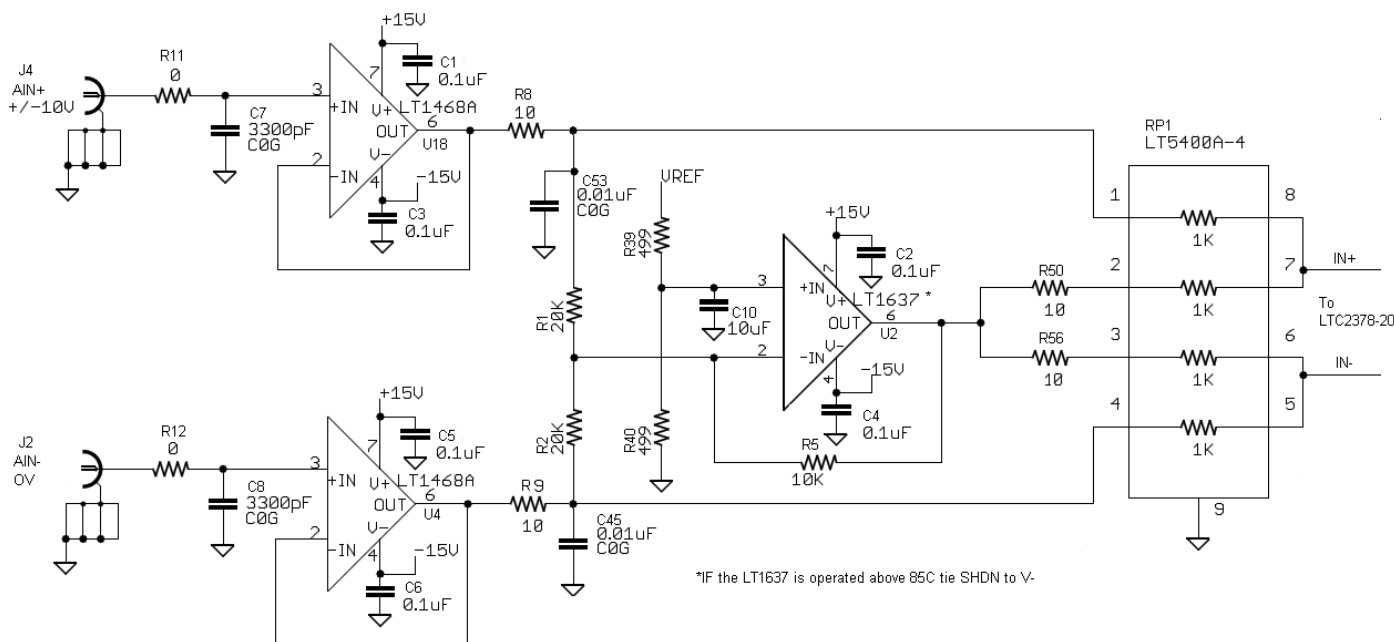 J4
AIN+
+/-10V
R11
0
C7
3300pF
C0G
+15V
C1
0.1uF
3
+IN
7
V+
LT1468A
OUT
6
U18
2
-IN
V-
4
-15V
C3
0.1uF
R8
10
C53
0.01uF
C0G
R1
20K
R2
20K
VREF
R39
499
R40
499
C10
10uF
+15V
C2
0.1uF
3
+IN
7
V+
LT1637 *
OUT
6
U2
2
-IN
V-
4
-15V
C4
0.1uF
R5
10K
R50
10
R56
10
RP1
LT5400A-4
1
8
1K
2
7
1K
3
6
1K
4
5
1K
9
IN+
To
LTC2378-20
IN-
J2
AIN-
0V
R12
0
C8
3300pF
C0G
+15V
C5
0.1uF
3
+IN
7
V+
LT1468A
OUT
6
U4
2
-IN
V-
4
-15V
C6
0.1uF
R9
10
C45
0.01uF
C0G
*IF the LT1637 is operated above 85C tie SHDN to V-